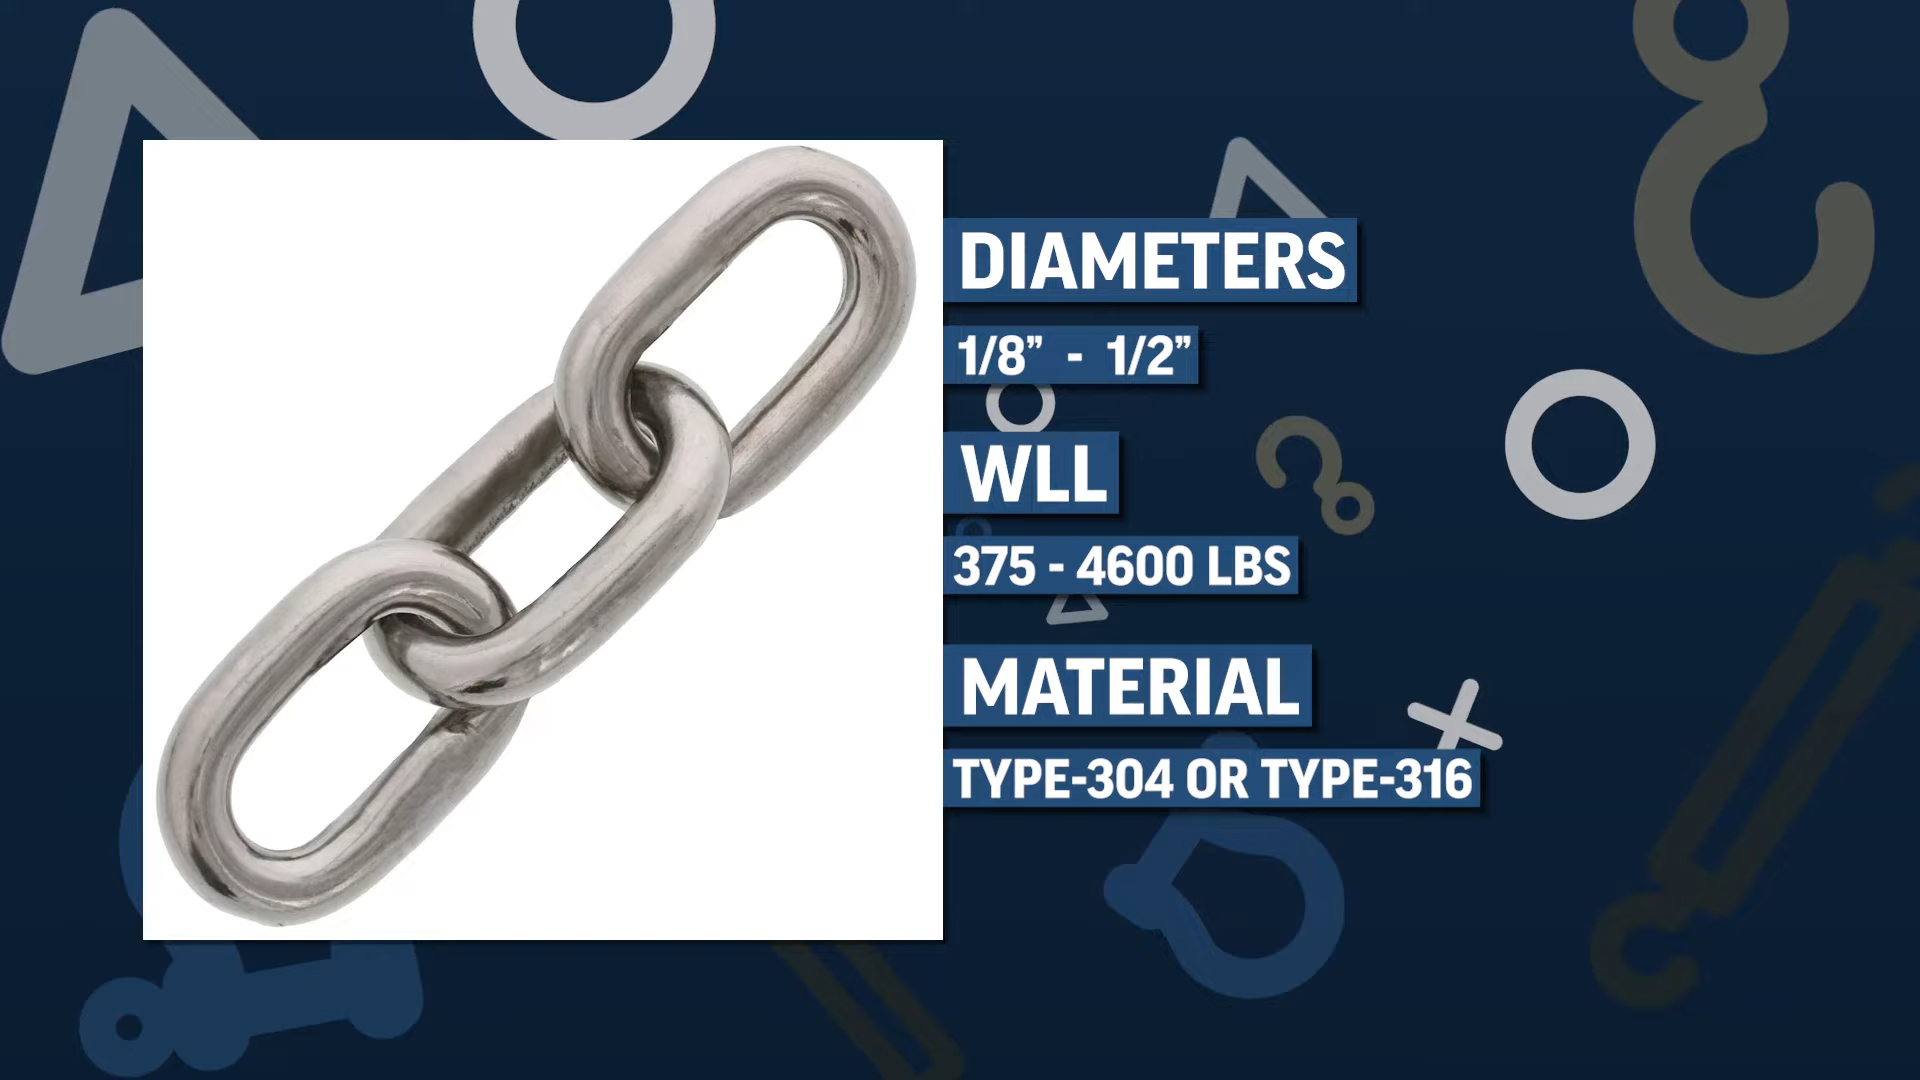 DIAMETERS
1/8” - 1/2”
WLL
375 - 4600 LBS
MATERIAL
TYPE-304 OR TYPE-316